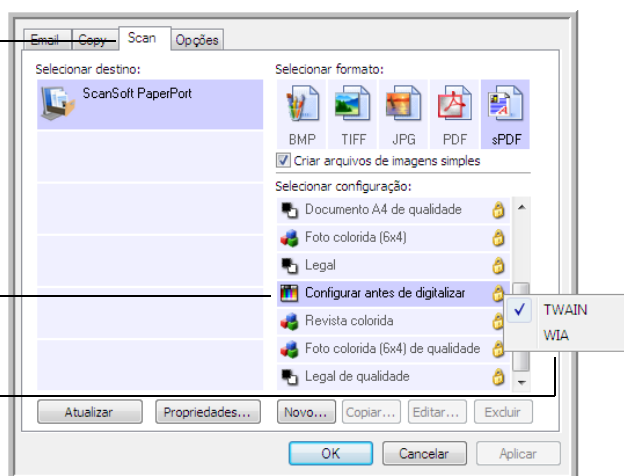 Email Copy Scan Opções
Selecionar destino:
ScanSoft PaperPort
Selecionar formato:
BMP TIFF JPG PDF sPDF
Criar arquivos de imagens simples
Selecionar configuração:
Documento A4 de qualidade
Foto colorida (6x4)
Legal
Configurar antes de digitalizar
Revista colorida
Foto colorida (6x4) de qualidade
Legal de qualidade
TWAIN
WIA
Atualizar Propriedades... Novo... Copiar... Editar... Excluir
OK Cancelar Aplicar